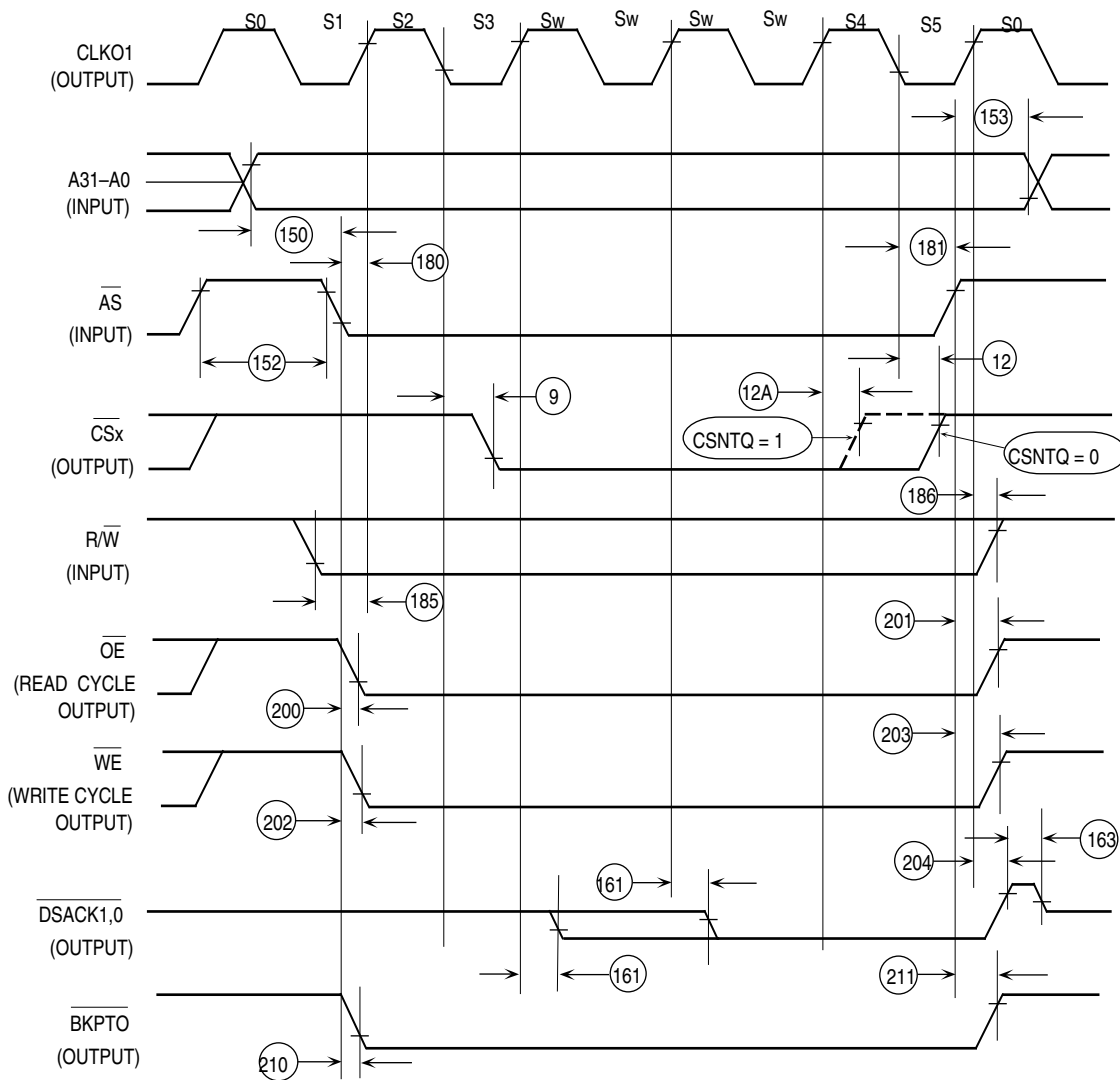 S0 S1 S2 S3 Sw Sw Sw Sw S4 S5 S0
CLKO1
(OUTPUT)
153
A31–A0
(INPUT)
150
180
181
AS
(INPUT)
152
12
9
12A
CSx
(OUTPUT)
CSNTQ = 1
CSNTQ = 0
186
R/W
(INPUT)
185
201
OE
(READ CYCLE
OUTPUT)
200
203
WE
(WRITE CYCLE
OUTPUT)
202
163
204
161
DSACK1,0
(OUTPUT)
161
211
BKPTO
(OUTPUT)
210